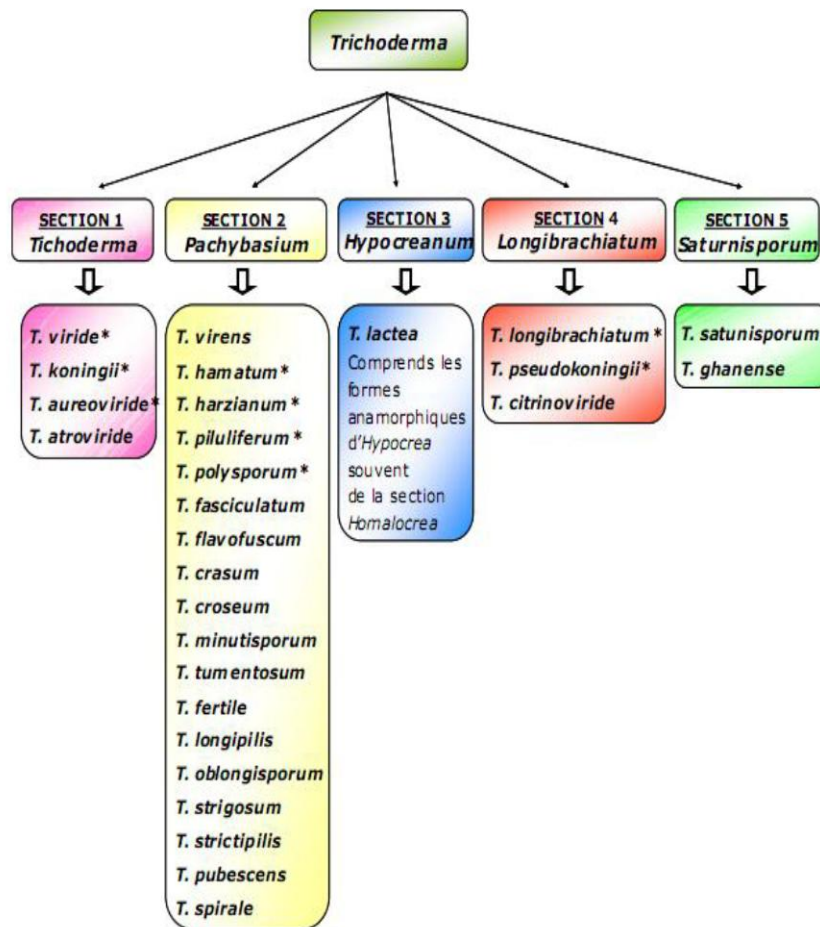 Trichoderma
SECTION 1
Tichoderma
T. viride*
T. koningii*
T. aureoviride*
T. atroviride
SECTION 2
Pachybasium
T. virens
T. hamatum*
T. harzianum*
T. piluliferum*
T. polysporum*
T. fasciculatum
T. flavofuscum
T. crasum
T. croseum
T. minutisporum
T. tumentosum
T. fertile
T. longipilis
T. oblongisporum
T. strigosum
T. strictipilis
T. pubescens
T. spirale
SECTION 3
Hypocreanum
T. lactea
Comprends les
formes
anamorphiques
d'Hypocrea
souvent
de la section
Homalocrea
SECTION 4
Longibrachiatum
T. longibrachiatum*
T. pseudokoningii*
T. citrinoviride
SECTION 5
Saturnisporum
T. satunisporum
T. ghanense